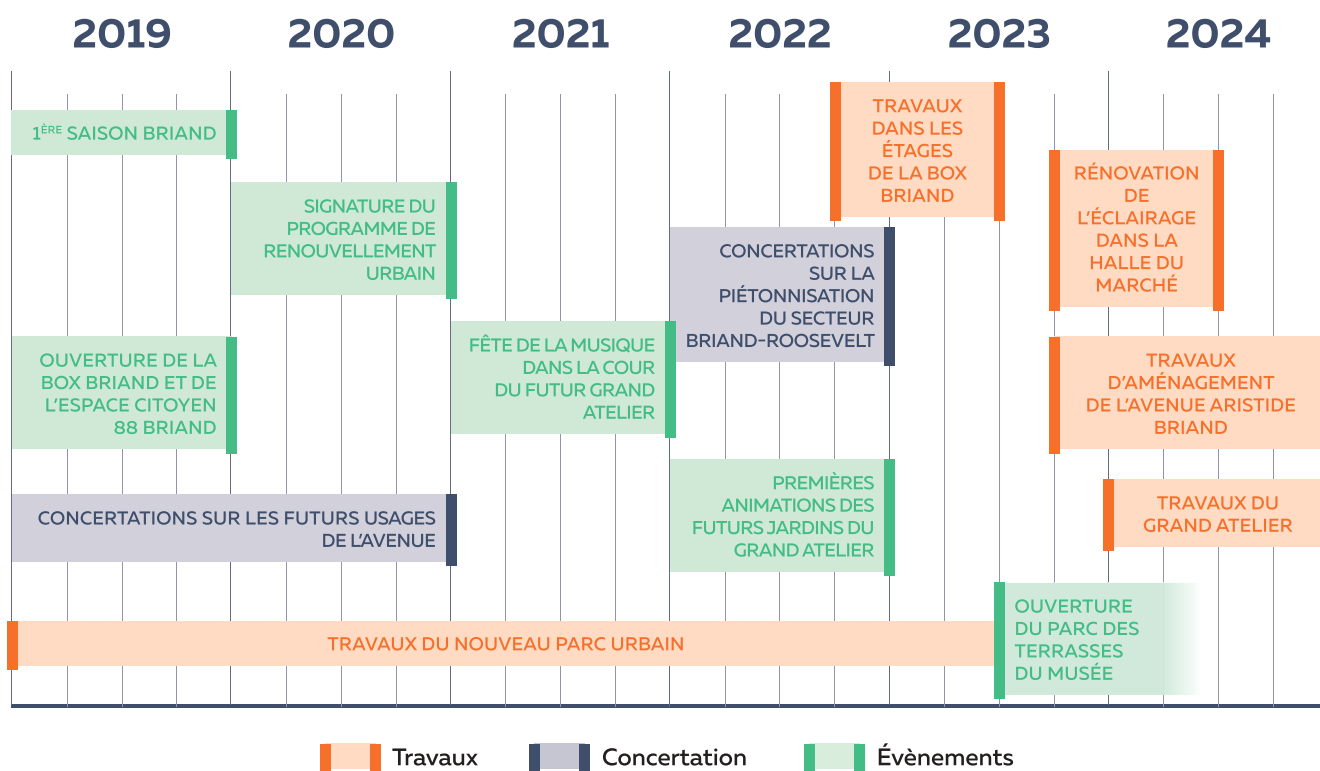 2019 2020 2021 2022 2023 2024
1ÈRE SAISON BRIAND
TRAVAUX
DANS LES
ÉTAGES
DE LA BOX
BRIAND
RÉNOVATION
DE
L'ÉCLAIRAGE
DANS LA
HALLE DU
MARCHÉ
SIGNATURE DU
PROGRAMME DE
RENOUVELLEMENT
URBAIN
CONCERTATIONS
SUR LA
PIÉTONNISATION
DU SECTEUR
BRIAND-ROOSEVELT
OUVERTURE DE LA
BOX BRIAND ET DE
L'ESPACE CITOYEN
88 BRIAND
FÊTE DE LA MUSIQUE
DANS LA COUR
DU FUTUR GRAND
ATELIER
TRAVAUX
D'AMÉNAGEMENT
DE L'AVENUE ARISTIDE
BRIAND
PREMIÈRES
ANIMATIONS DES
FUTURS JARDINS DU
GRAND ATELIER
TRAVAUX DU
GRAND ATELIER
CONCERTATIONS SUR LES FUTURS USAGES
DE L'AVENUE
OUVERTURE
DU PARC DES
TERRASSES
DU MUSÉE
TRAVAUX DU NOUVEAU PARC URBAIN
Travaux Concertation Évènements